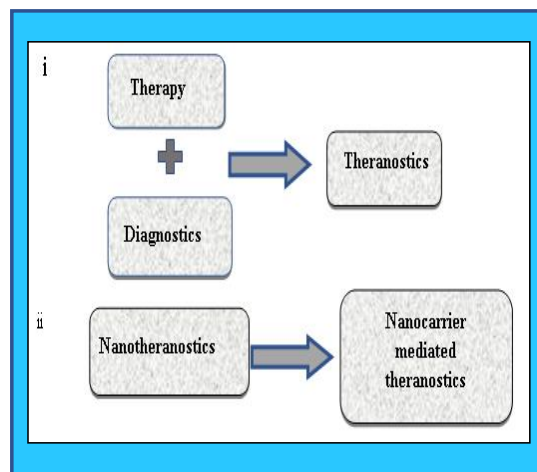 i
Therapy
Theranostics
Diagnostics
ii
Nanotheranostics
Nanocarrier
mediated
theranostics